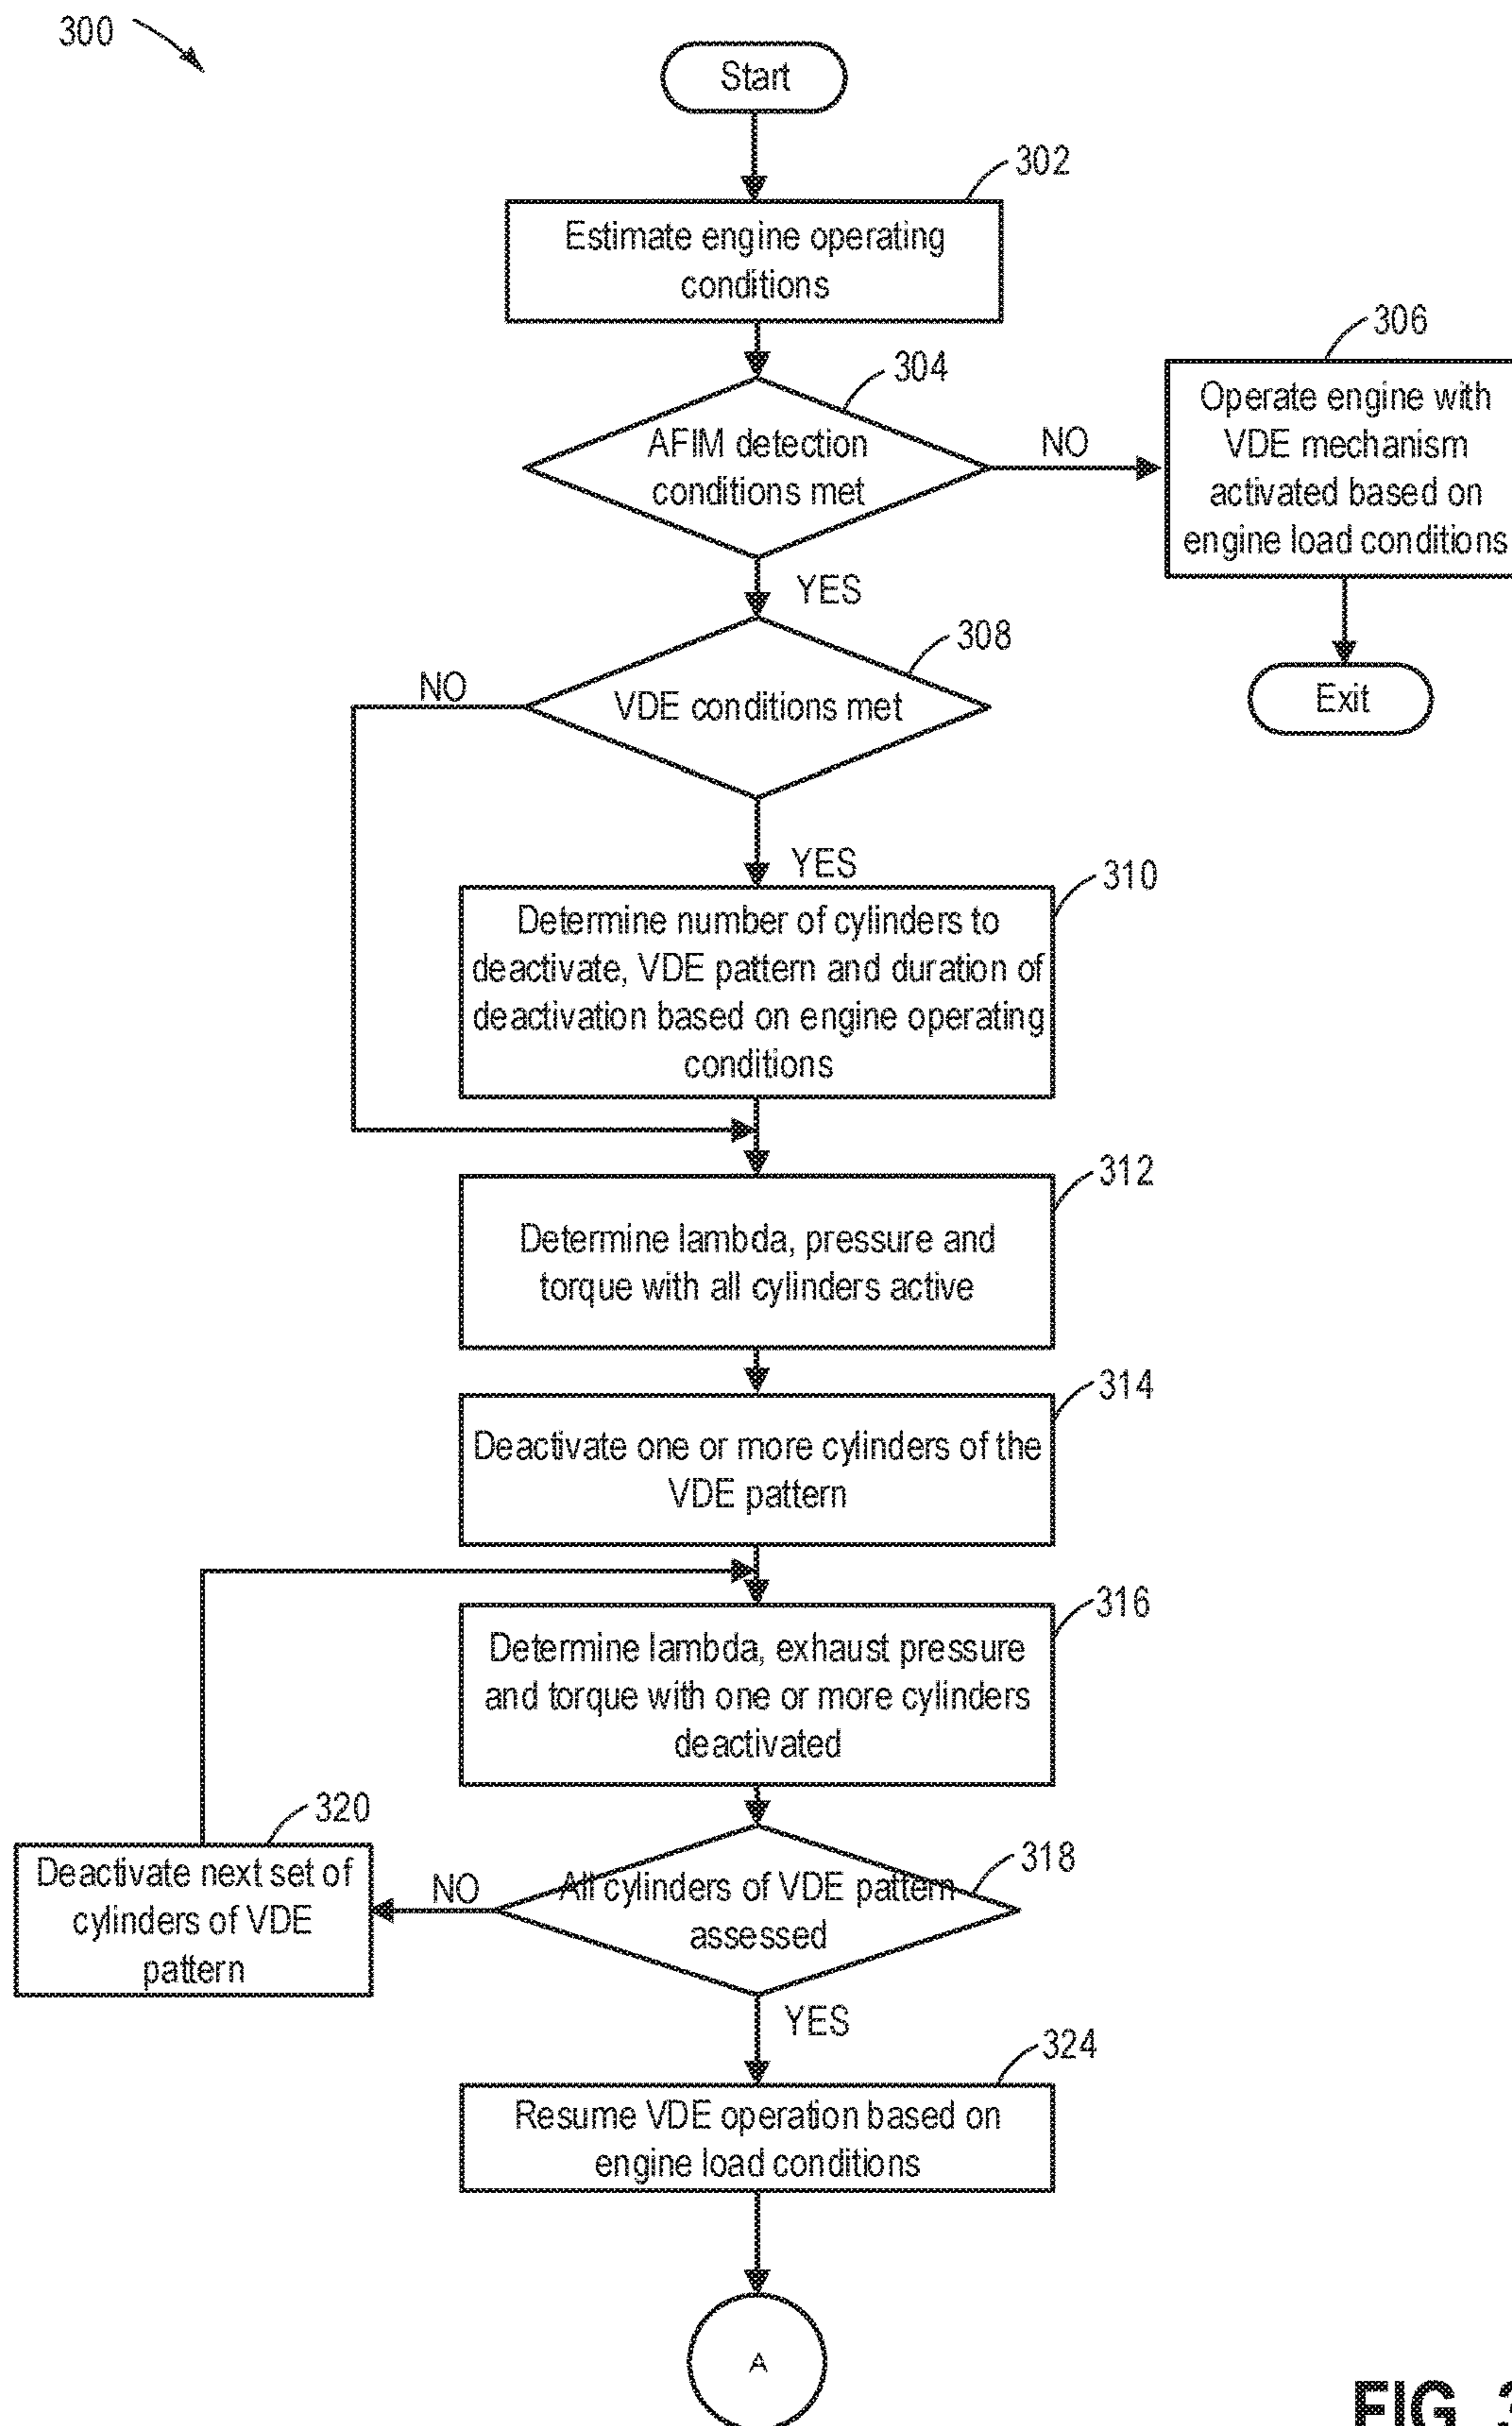 300
Start
302
Estimate engine operating
conditions
304
AFIM detection
conditions met
NO
306
Operate engine with
VDE mechanism
activated based on
engine load conditions
Exit
YES
308
VDE conditions met
NO
YES
310
Determine number of cylinders to
deactivate, VDE pattern and duration of
deactivation based on engine operating
conditions
312
Determine lambda, pressure and
torque with all cylinders active
314
Deactivate one or more cylinders of the
VDE pattern
316
Determine lambda, exhaust pressure
and torque with one or more cylinders
deactivated
318
All cylinders of VDE pattern
assessed
NO
320
Deactivate next set of
cylinders of VDE
pattern
YES
324
Resume VDE operation based on
engine load conditions
A
FIG.